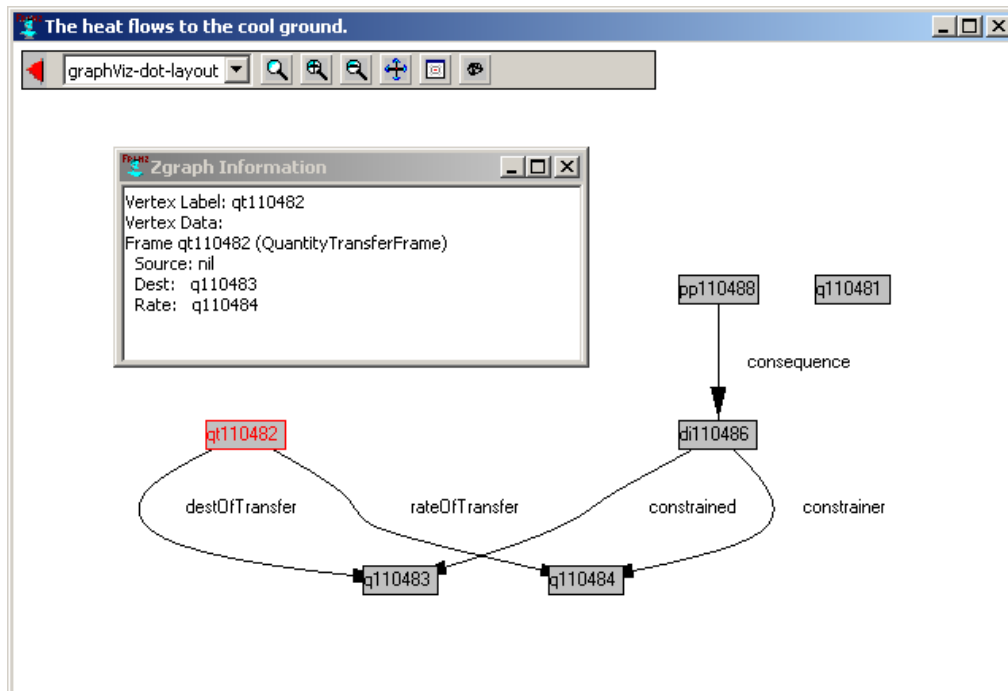 The heat flows to the cool ground.
graphViz-dot-layout
Zgraph Information
Vertex Label: qt110482
Vertex Data:
Frame qt110482 (QuantityTransferFrame)
Source: nil
Dest: q110483
Rate: q110484
pp110488 q110481
consequence
qt110482 di110486
destOfTransfer rateOfTransfer constrained constrainer
q110483 q110484